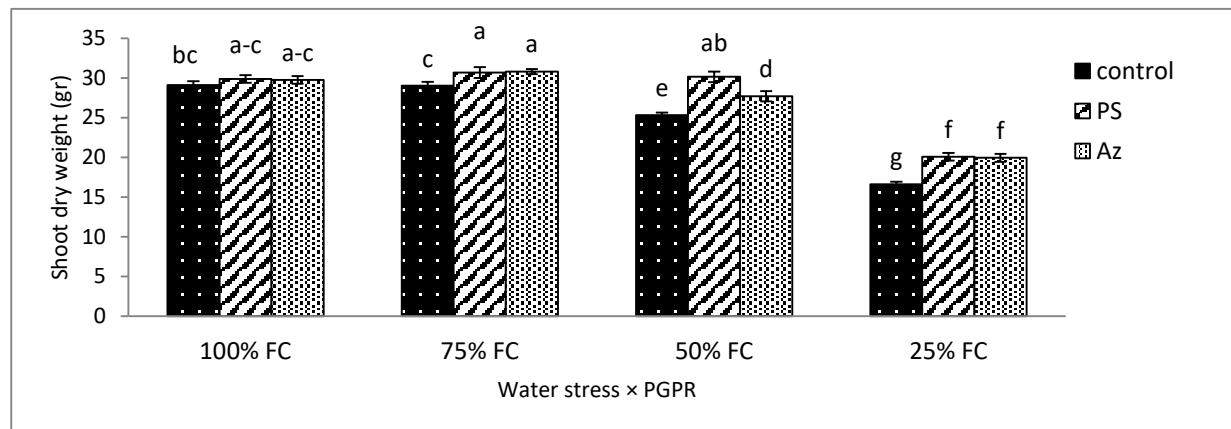 Shoot dry weight (gr)
35
30
25
20
15
10
5
0
bc
a-c
a-c
c
a
a
e
ab
d
g
f
f
control
PS
Az
100% FC
75% FC
50% FC
25% FC
Water stress × PGPR